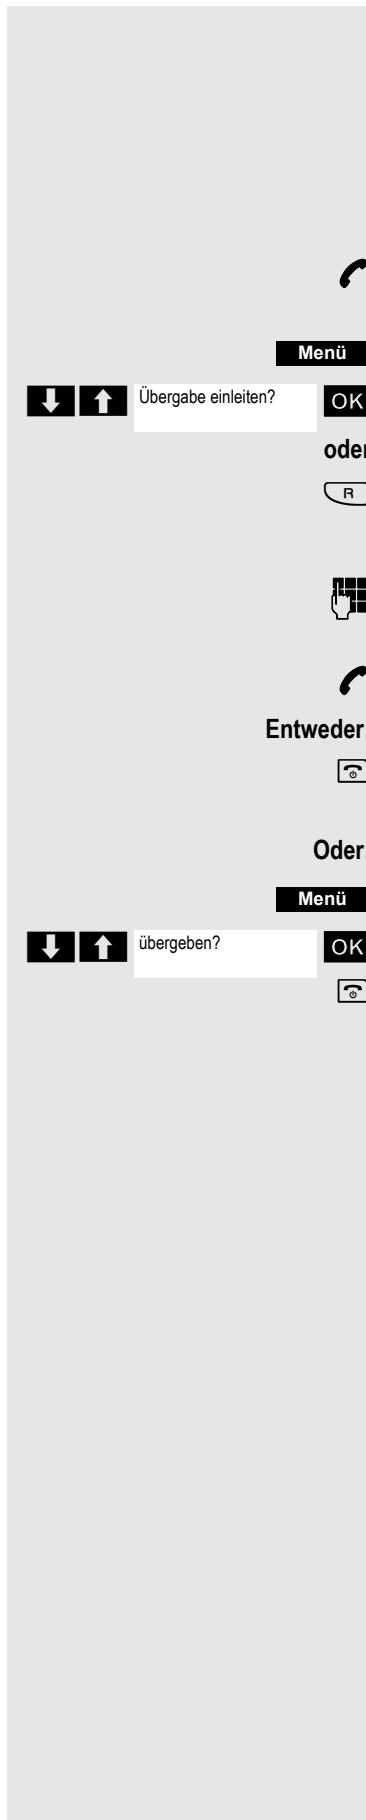 Menü
Übergabe einleiten? OK
oder
R
Entweder:
Oder:
Menü
übergeben? OK